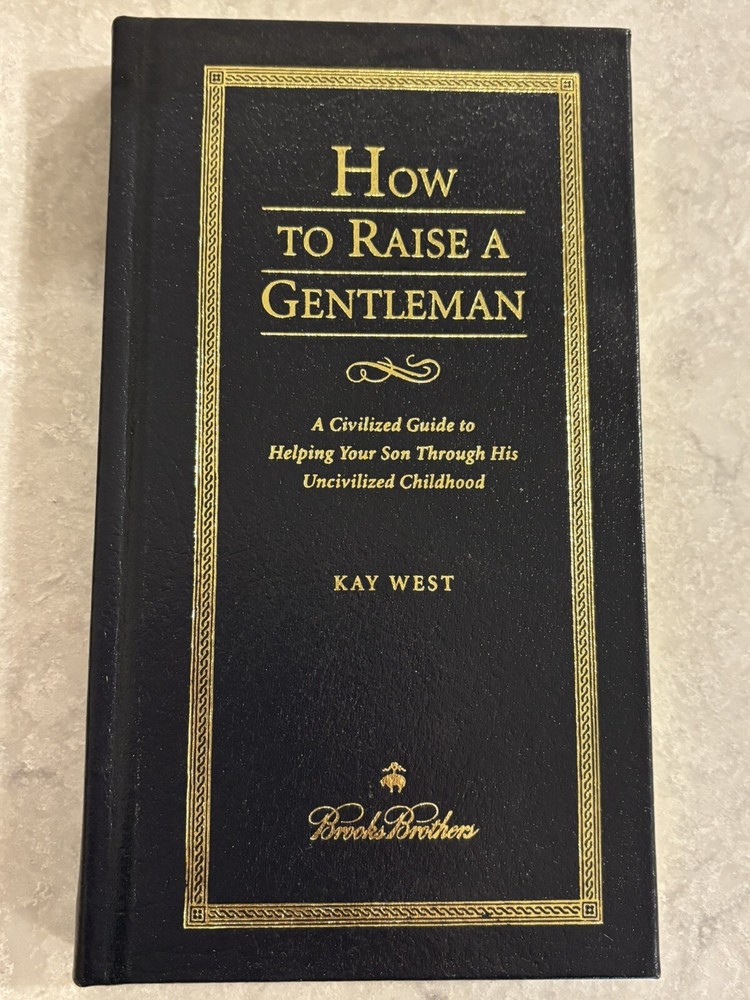 How
to Raise a
Gentleman
A Civilized Guide to
Helping Your Son Through His
Uncivilized Childhood
KAY WEST
Brooks Brothers